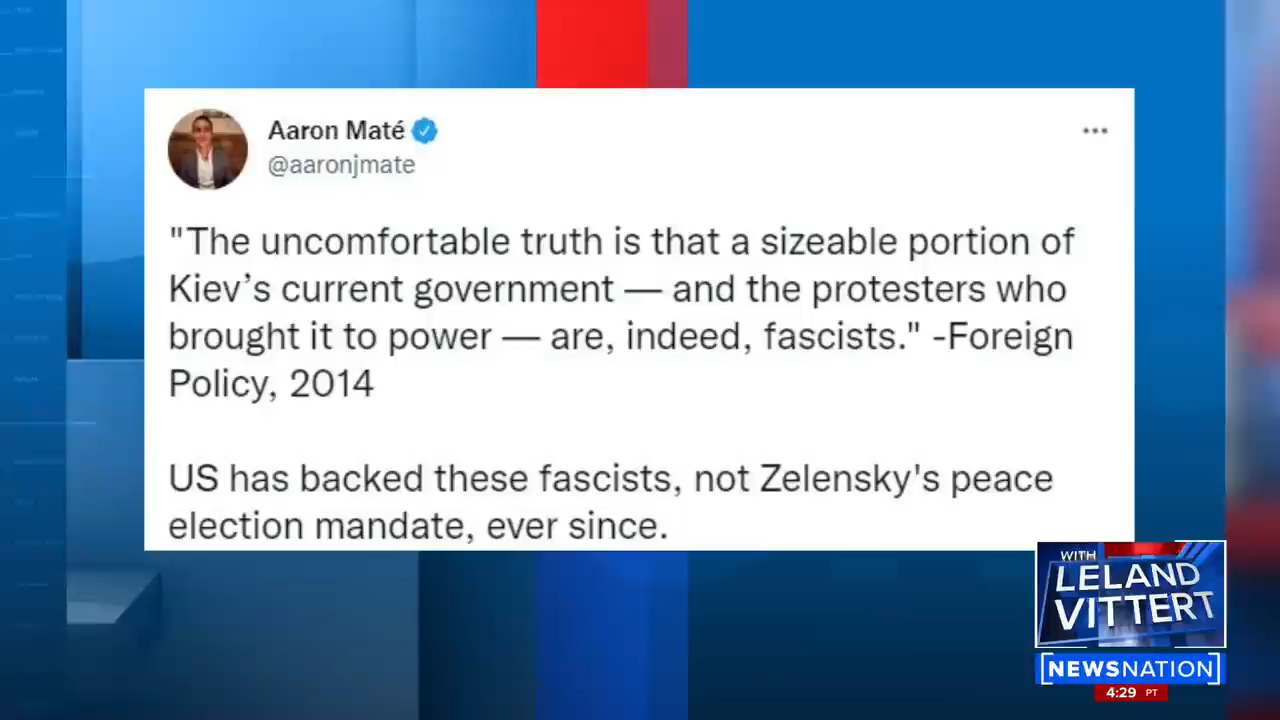 Aaron Maté
@aaronjmate
"The uncomfortable truth is that a sizeable portion of
Kiev’s current government — and the protesters who
brought it to power — are, indeed, fascists." -Foreign
Policy, 2014
US has backed these fascists, not Zelensky's peace
election mandate, ever since.
WITH
LELAND
VITTERT
NEWSNATION
4:29 PT